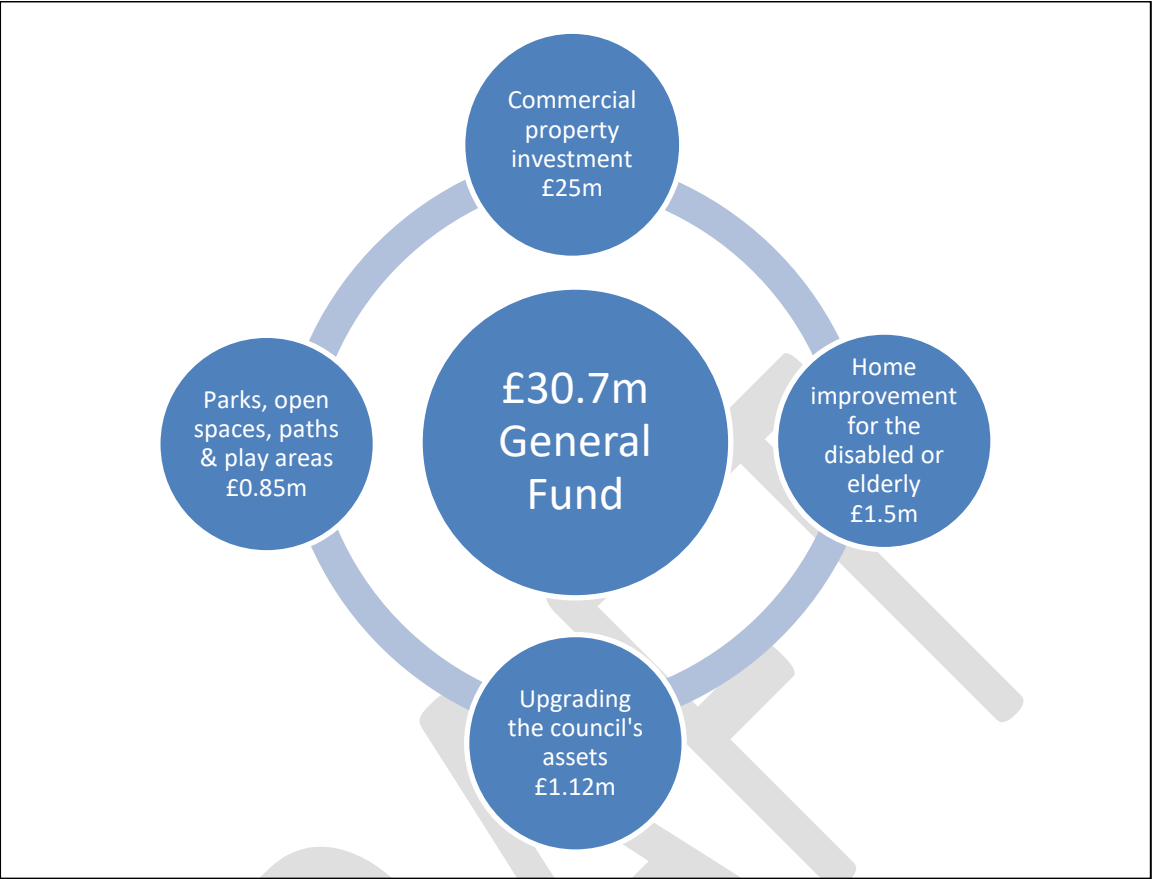 Commercial
property
investment
£25m
£30.7m
General
Fund
Home
improvement
for the
disabled or
elderly
£1.5m
Parks, open
spaces, paths
& play areas
£0.85m
Upgrading
the council's
assets
£1.12m